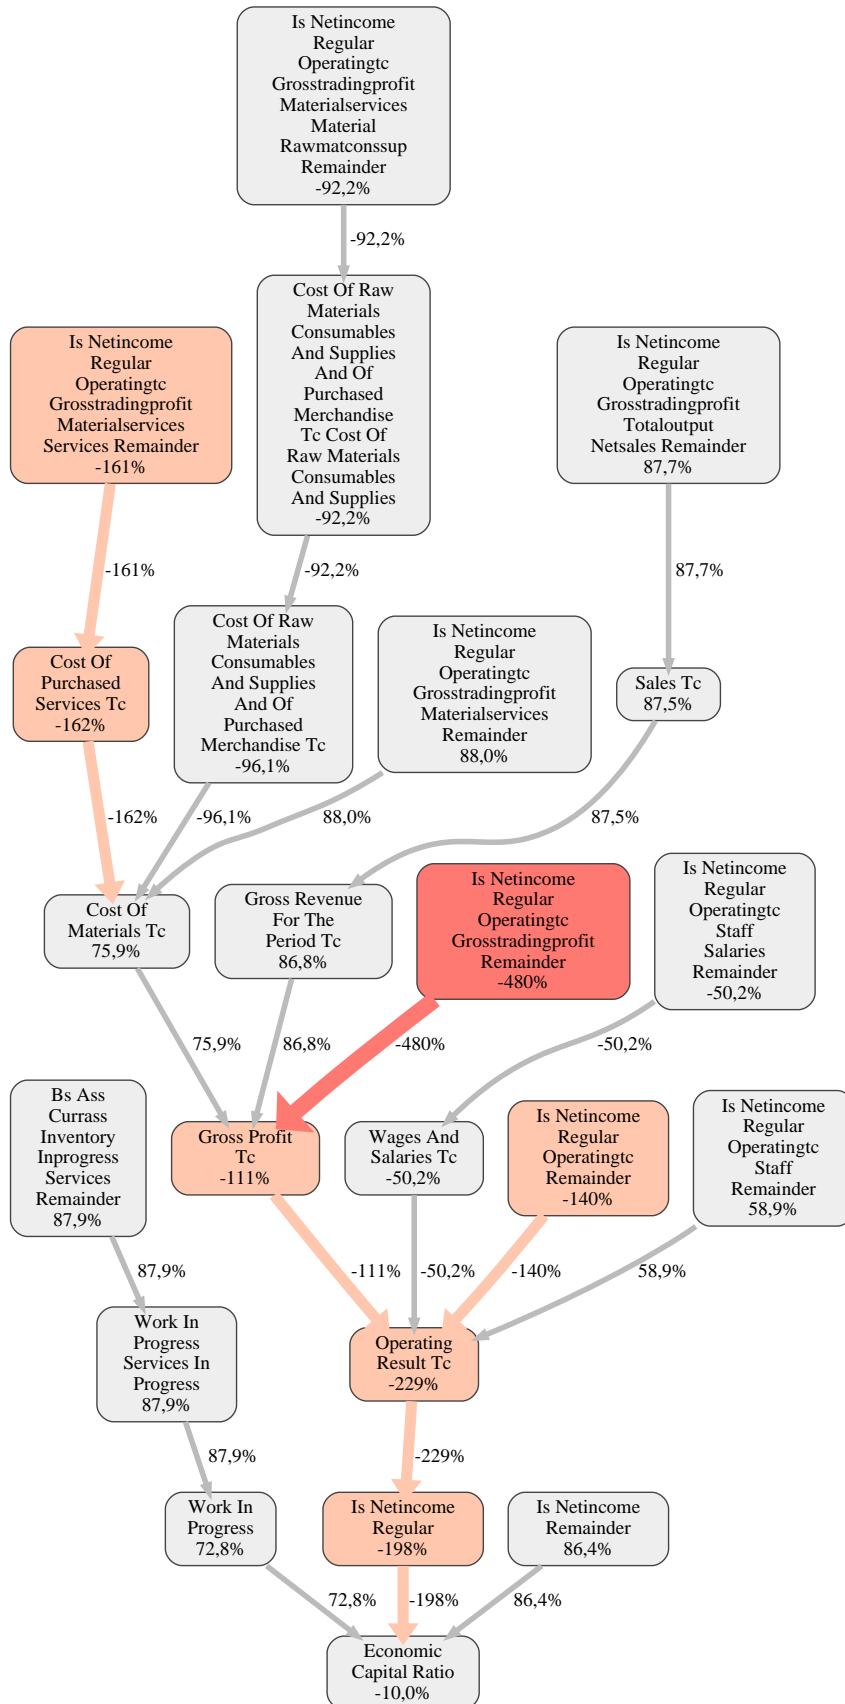 Is Netincome
Regular
Operatingtc
Grosstradingprofit
Materialservices
Material
Rawmatconssup
Remainder
-92,2%
-92,2%
Cost Of Raw
Materials
Consumables
And Supplies
And Of
Purchased
Merchandise
Tc Cost Of
Raw Materials
Consumables
And Supplies
-92,2%
Is Netincome
Regular
Operatingtc
Grosstradingprofit
Materialservices
Services Remainder
-161%
Is Netincome
Regular
Operatingtc
Grosstradingprofit
Totaloutput
Netsales Remainder
87,7%
-161%
-92,2%
87,7%
Cost Of
Purchased
Services Tc
-162%
Cost Of Raw
Materials
Consumables
And Supplies
And Of
Purchased
Merchandise Tc
-96,1%
Is Netincome
Regular
Operatingtc
Grosstradingprofit
Materialservices
Remainder
88,0%
Sales Tc
87,5%
-162%
-96,1%
88,0%
87,5%
Cost Of
Materials Tc
75,9%
Gross Revenue
For The
Period Tc
86,8%
Is Netincome
Regular
Operatingtc
Grosstradingprofit
Remainder
-480%
Is Netincome
Regular
Operatingtc
Staff
Salaries
Remainder
-50,2%
75,9%
86,8%
-480%
-50,2%
Bs Ass
Currass
Inventory
Inprogress
Services
Remainder
87,9%
Gross Profit
Tc
-111%
Wages And
Salaries Tc
-50,2%
Is Netincome
Regular
Operatingtc
Remainder
-140%
Is Netincome
Regular
Operatingtc
Staff
Remainder
58,9%
87,9%
-111%
-50,2%
-140%
58,9%
Work In
Progress
Services In
Progress
87,9%
Operating
Result Tc
-229%
87,9%
-229%
Work In
Progress
72,8%
Is Netincome
Regular
-198%
Is Netincome
Remainder
86,4%
72,8%
-198%
86,4%
Economic
Capital Ratio
-10,0%